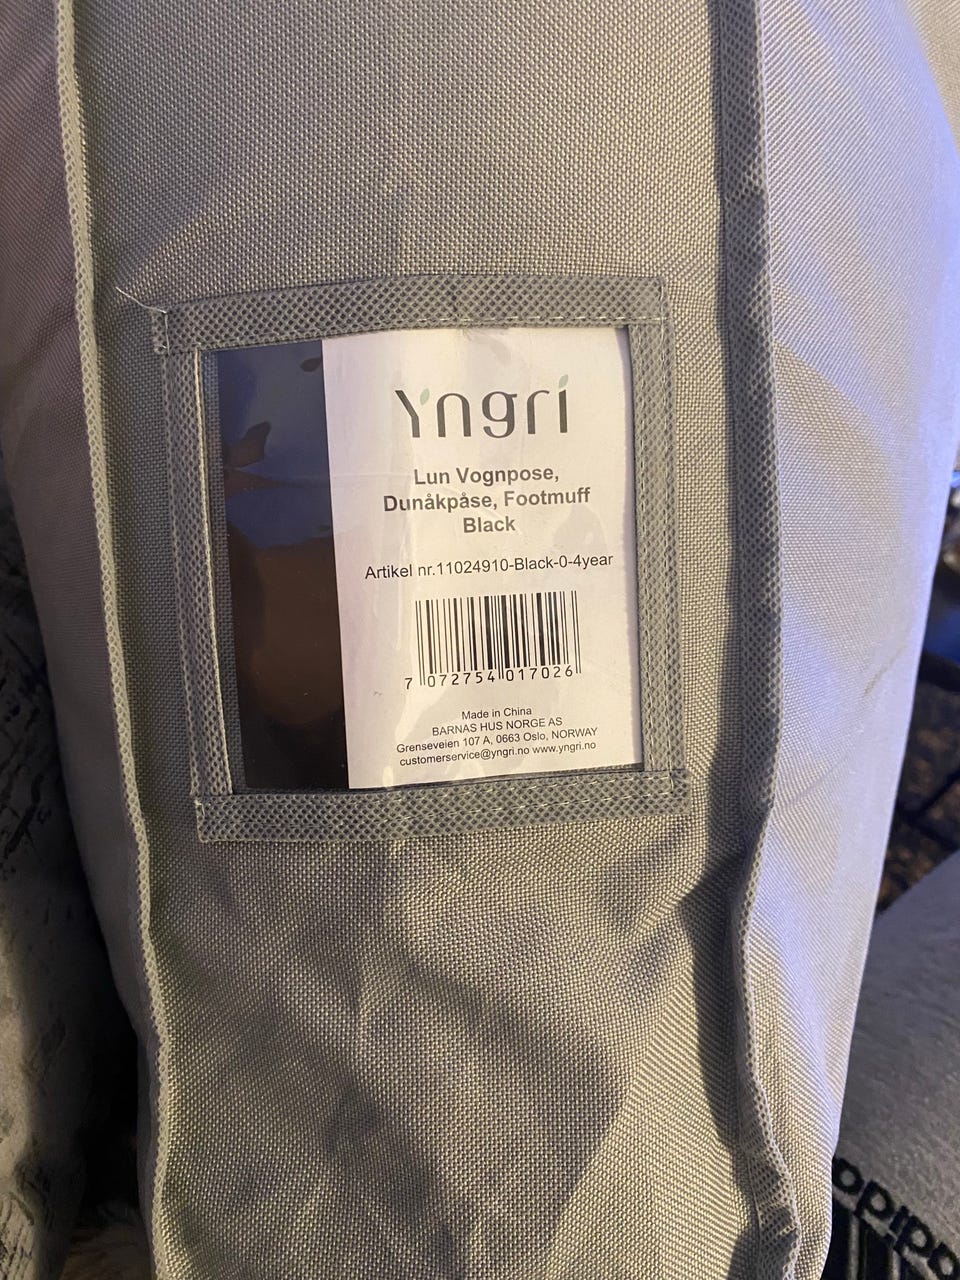 Yngri
Lun Vognpose,
Dunåkpåse, Footmuff
Black
Artikel nr.11024910-Black-0-4year
7 072754 017026
Made in China
BARNAS HUS NORGE AS
Grenseveien 107 A, 0663 Oslo, NORWAY
customerservice@yngri.no www.yngri.no
adidas